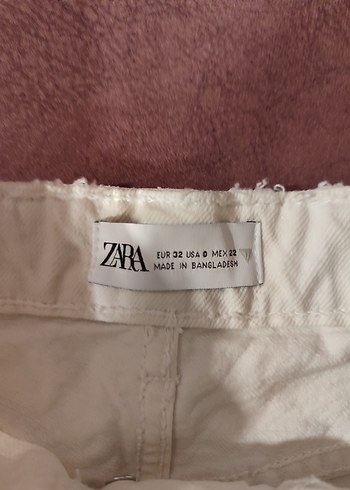 ZARA
EUR 32 USA 0 MEX 22
MADE IN BANGLADESH